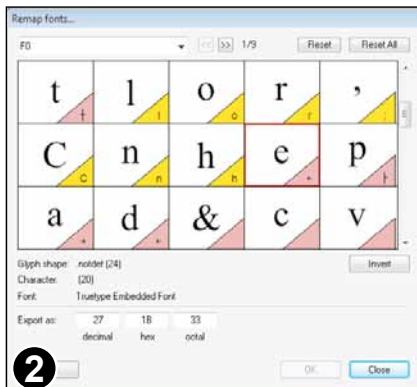 Remap fonts...
F0 << >> 1/9 Reset Reset All
t l o r ,
C n h e p
a d & c v
Glyph shape: .notdef (24) Invert
Character: (20)
Font: Truetype Embedded Font
Export as: 27 1B 33
decimal hex octal
2 OK Close